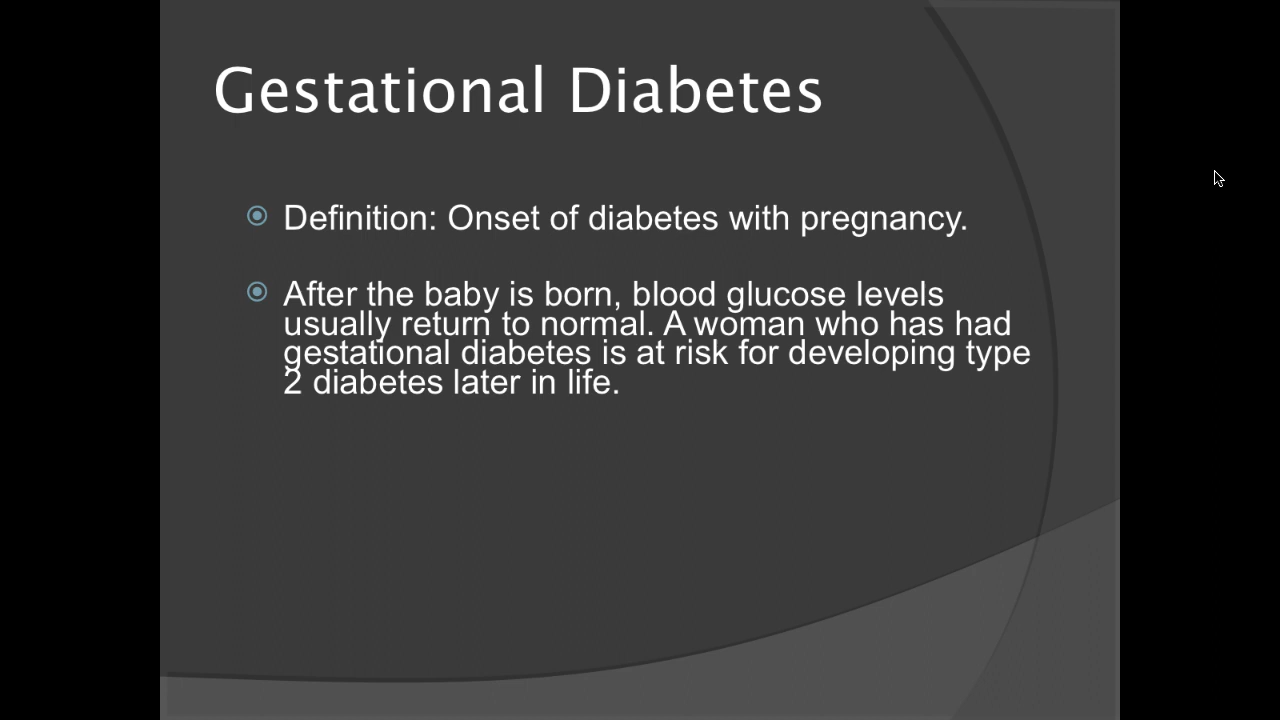 Gestational Diabetes
Definition: Onset of diabetes with pregnancy.
After the baby is born, blood glucose levels
usually return to normal. A woman who has had
gestational diabetes is at risk for developing type
2 diabetes later in life.